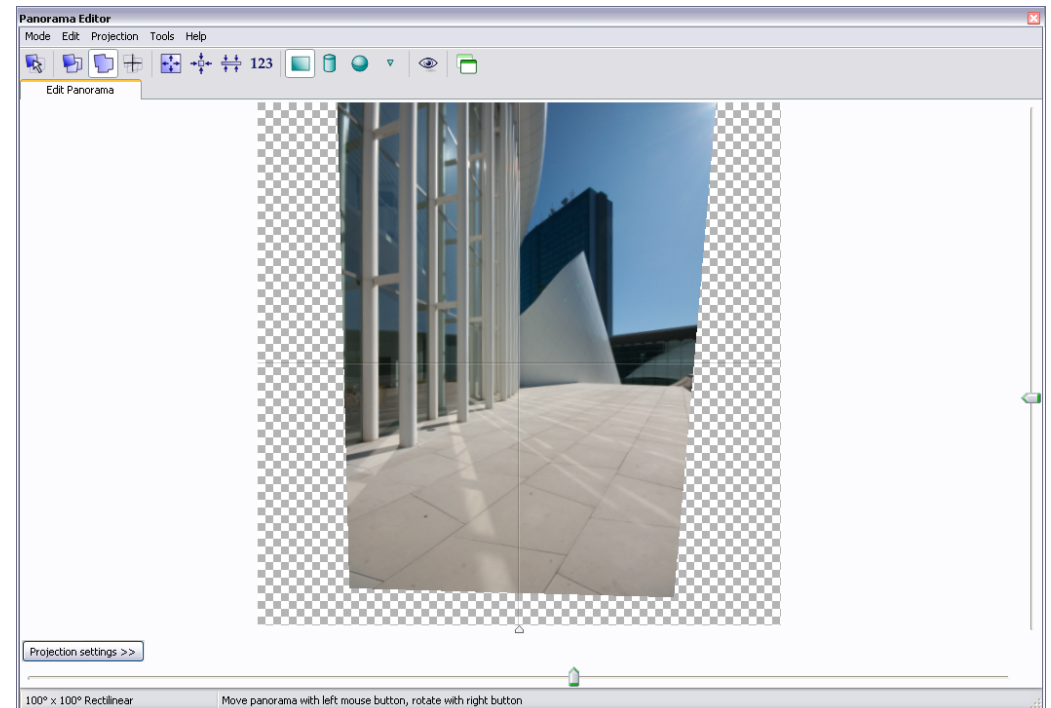 Panorama Editor
Mode Edit Projection Tools Help
123
Edit Panorama
Projection settings >>
100° x 100° Rectilinear Move panorama with left mouse button, rotate with right button